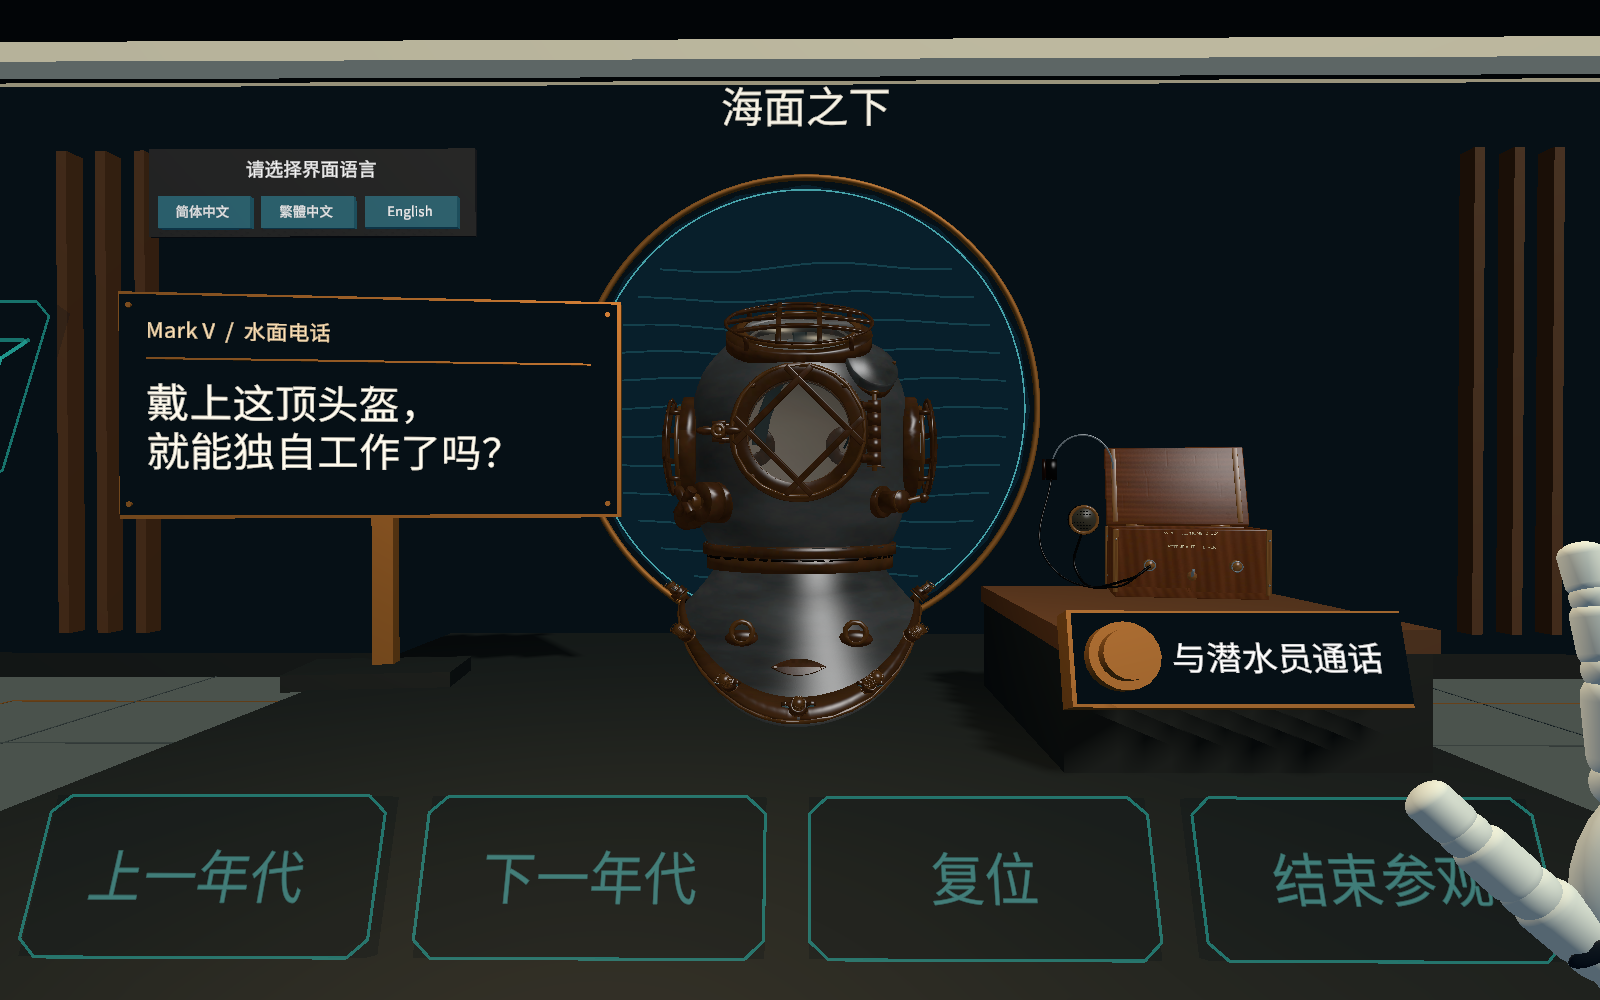 海面之下
请选择界面语言
简体中文
繁體中文
English
Mark V / 水面电话
戴上这顶头盔，
就能独自工作了吗？
与潜水员通话
上一年代
下一年代
复位
结束参观